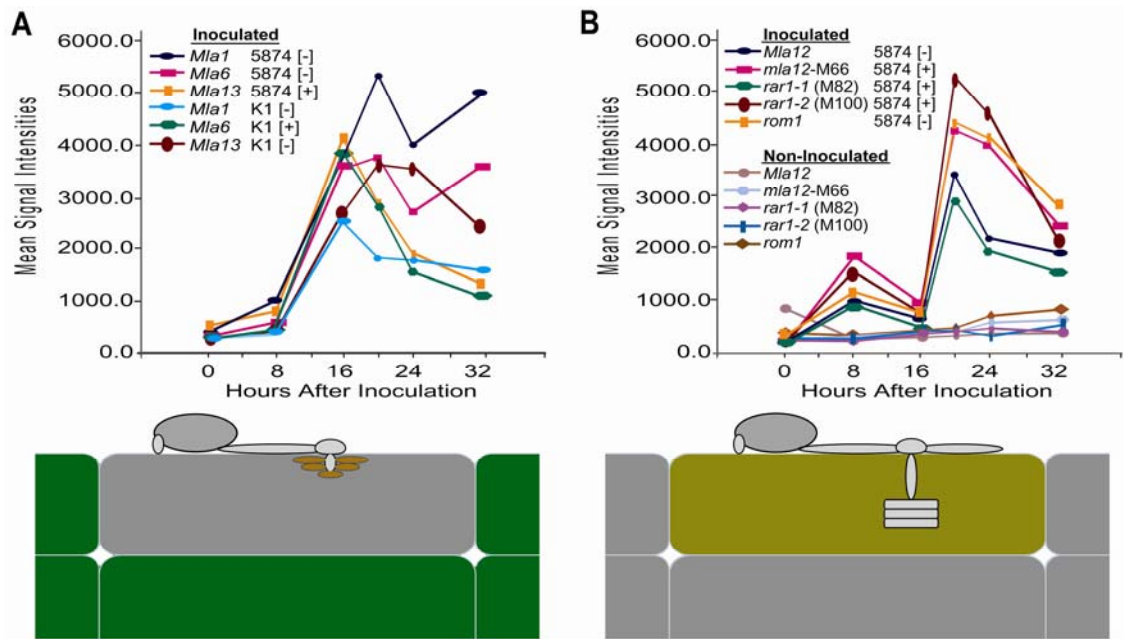 A
Inoculated
Mla1 5874 [-]
Mla6 5874 [-]
Mla13 5874 [+]
Mla1 K1 [-]
Mla6 K1 [+]
Mla13 K1 [-]
6000.0
5000.0
4000.0
3000.0
2000.0
1000.0
0.0
Mean Signal Intensities
0 8 16 20 24 32
Hours After Inoculation
B
Inoculated
Mla12 5874 [-]
mla12-M66 5874 [+]
rar1-1 (M82) 5874 [+]
rar1-2 (M100) 5874 [+]
rom1 5874 [-]
Non-Inoculated
Mla12
mla12-M66
rar1-1 (M82)
rar1-2 (M100)
rom1
6000.0
5000.0
4000.0
3000.0
2000.0
1000.0
0.0
Mean Signal Intensities
0 8 16 20 24 32
Hours After Inoculation